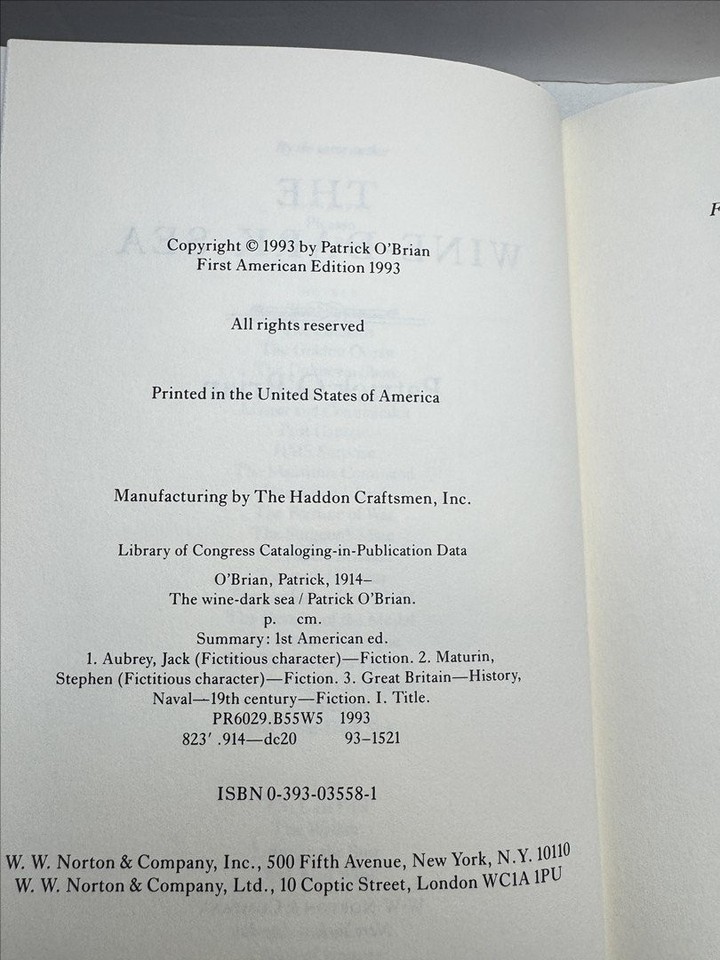 Copyright © 1993 by Patrick O'Brian
First American Edition 1993
All rights reserved
Printed in the United States of America
Manufacturing by The Haddon Craftsmen, Inc.
Library of Congress Cataloging-in-Publication Data
O'Brian, Patrick, 1914–
The wine-dark sea / Patrick O'Brian.
p. cm.
Summary: 1st American ed.
1. Aubrey, Jack (Fictitious character)—Fiction. 2. Maturin,
Stephen (Fictitious character)—Fiction. 3. Great Britain—History,
Naval—19th century—Fiction. I. Title.
PR6029.B55W5 1993
823′ .914—dc20 93-1521
ISBN 0-393-03558-1
W. W. Norton & Company, Inc., 500 Fifth Avenue, New York, N.Y. 10110
W. W. Norton & Company, Ltd., 10 Coptic Street, London WC1A 1PU